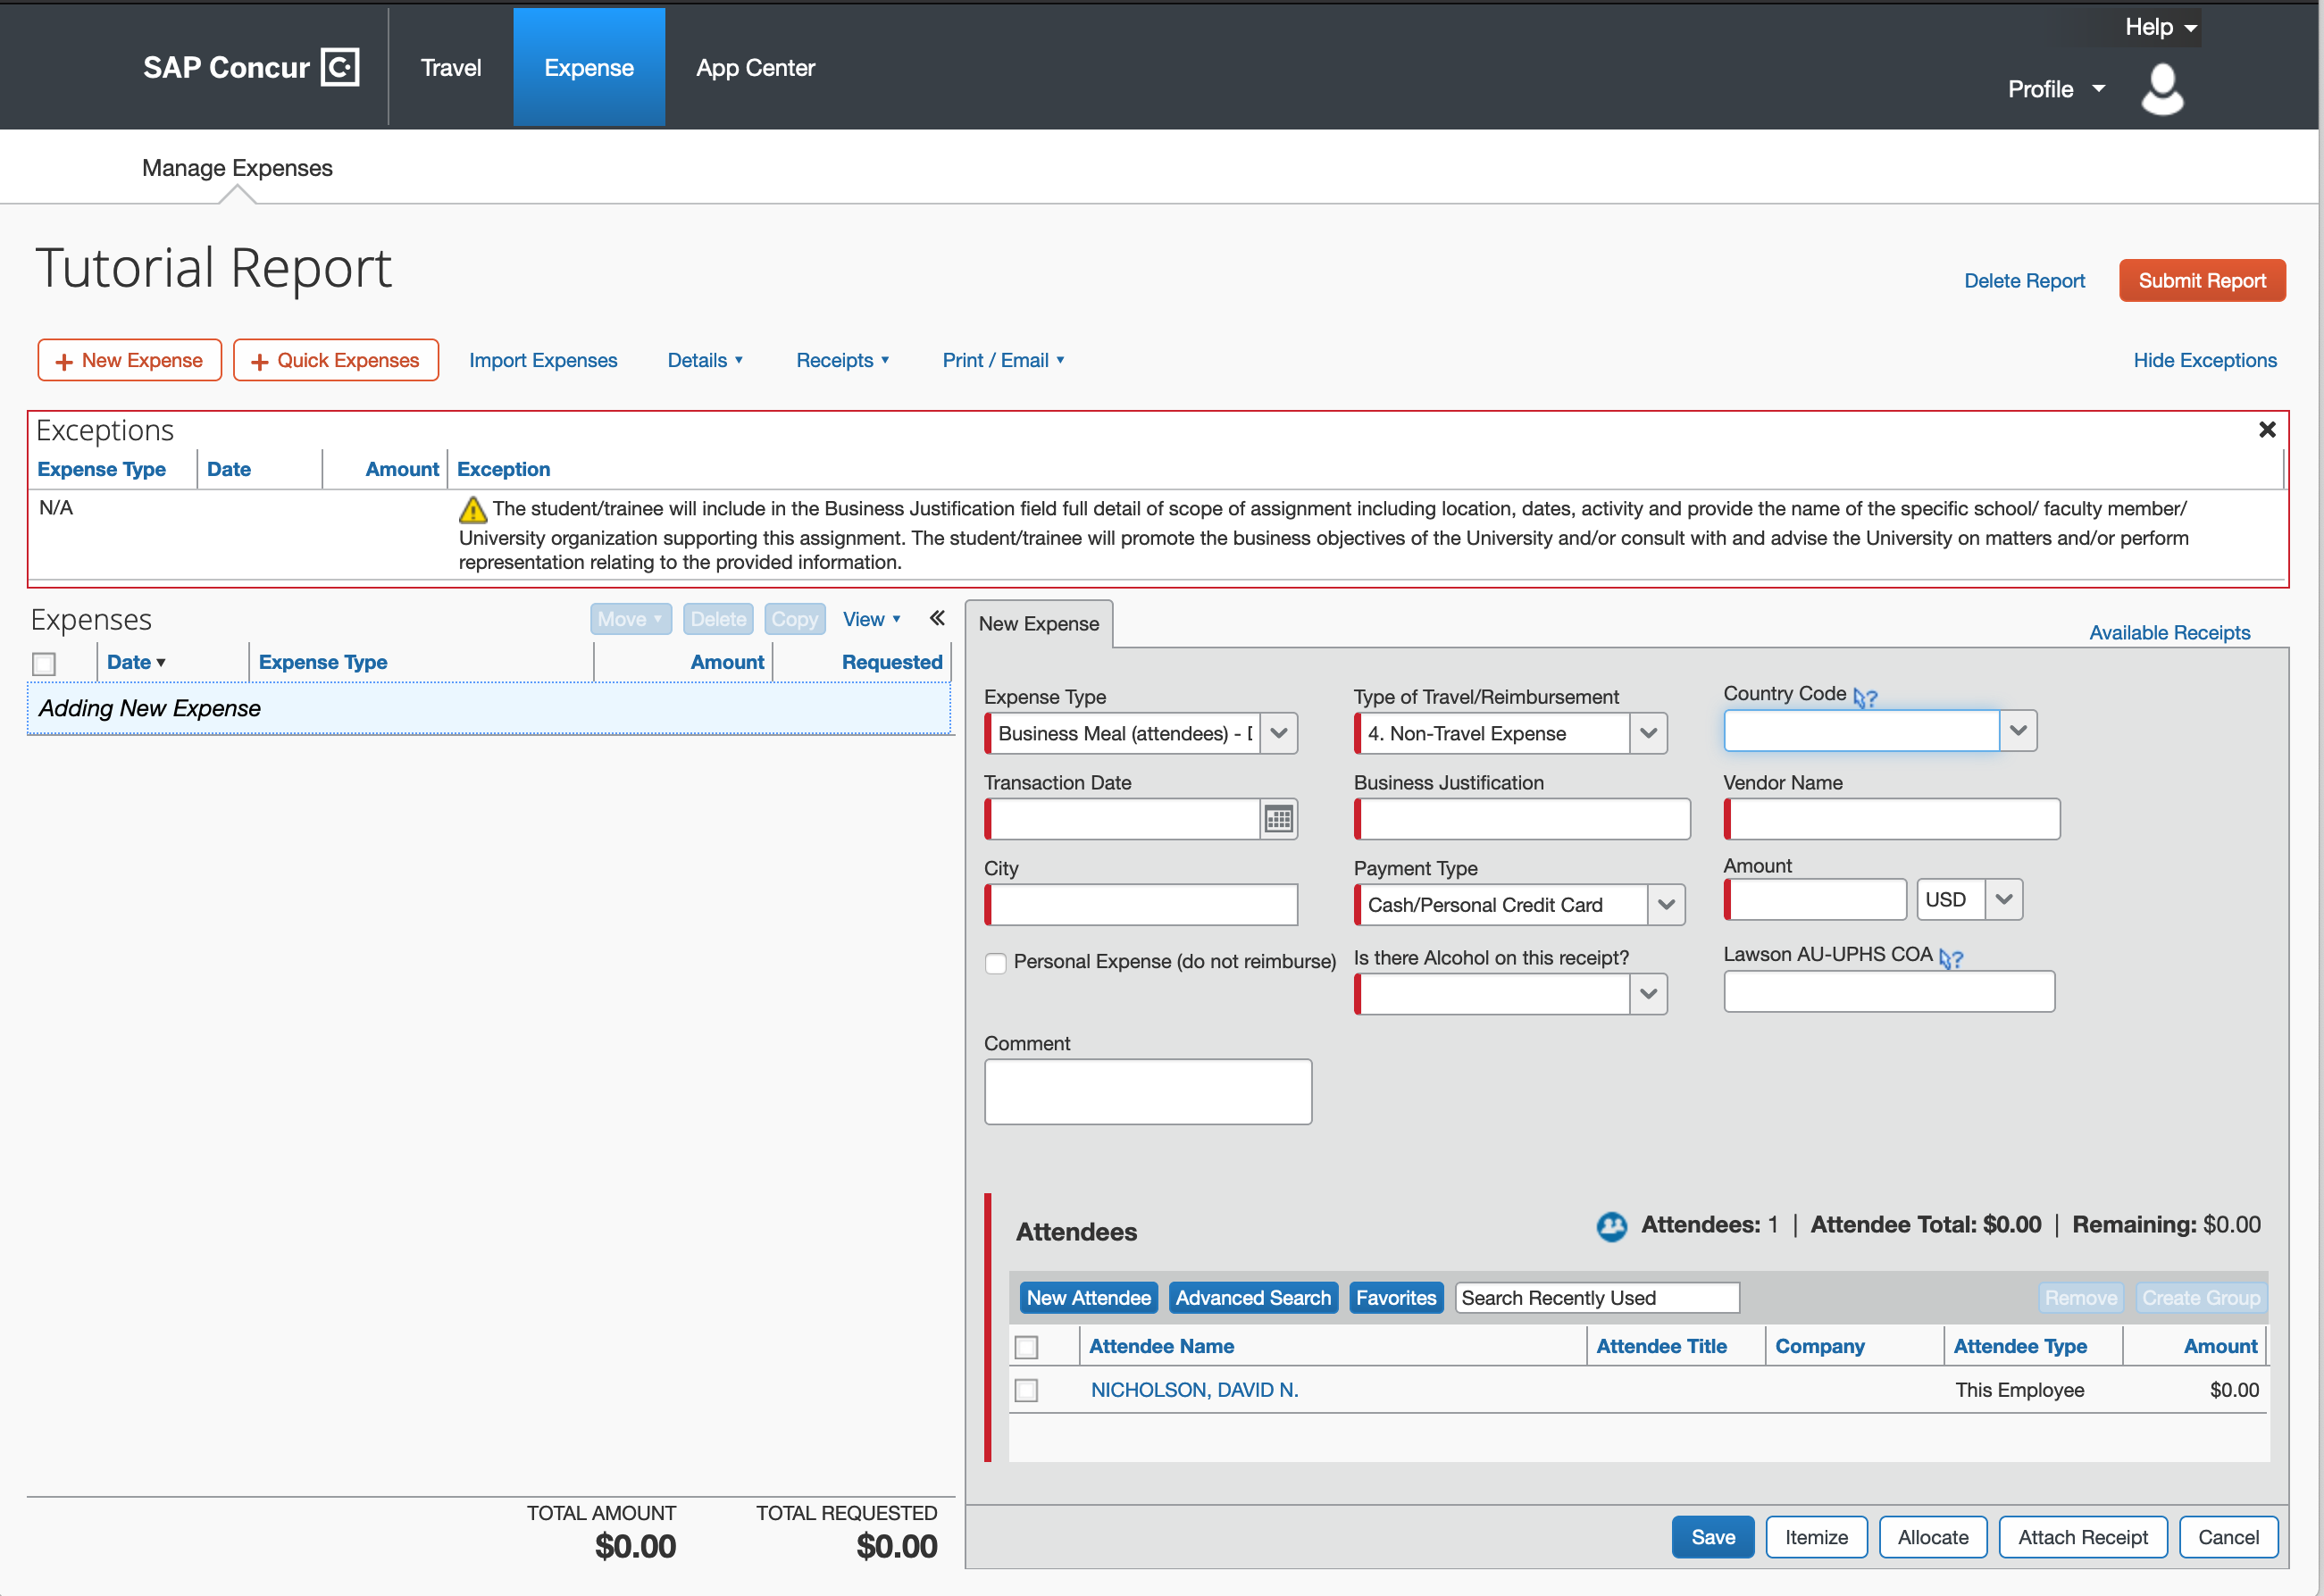 Help
SAP Concur
Travel
Expense
App Center
Profile
Manage Expenses
Tutorial Report
Delete Report
Submit Report
+ New Expense
+ Quick Expenses
Import Expenses
Details
Receipts
Print / Email
Hide Exceptions
Exceptions
Expense Type Date Amount Exception
N/A The student/trainee will include in the Business Justification field full detail of scope of assignment including location, dates, activity and provide the name of the specific school/ faculty member/
University organization supporting this assignment. The student/trainee will promote the business objectives of the University and/or consult with and advise the University on matters and/or perform
representation relating to the provided information.
Expenses
Move
Delete
Copy
View
Date Expense Type Amount Requested
Adding New Expense
TOTAL AMOUNT TOTAL REQUESTED
$0.00 $0.00
New Expense
Available Receipts
Expense Type Type of Travel/Reimbursement Country Code
Business Meal (attendees) - 4. Non-Travel Expense
Transaction Date Business Justification Vendor Name
City Payment Type Amount
Cash/Personal Credit Card USD
Personal Expense (do not reimburse) Is there Alcohol on this receipt? Lawson AU-UPHS COA
Comment
Attendees
Attendees: 1 | Attendee Total: $0.00 | Remaining: $0.00
New Attendee Advanced Search Favorites Search Recently Used Remove Create Group
Attendee Name Attendee Title Company Attendee Type Amount
NICHOLSON, DAVID N. This Employee $0.00
Save Itemize Allocate Attach Receipt Cancel